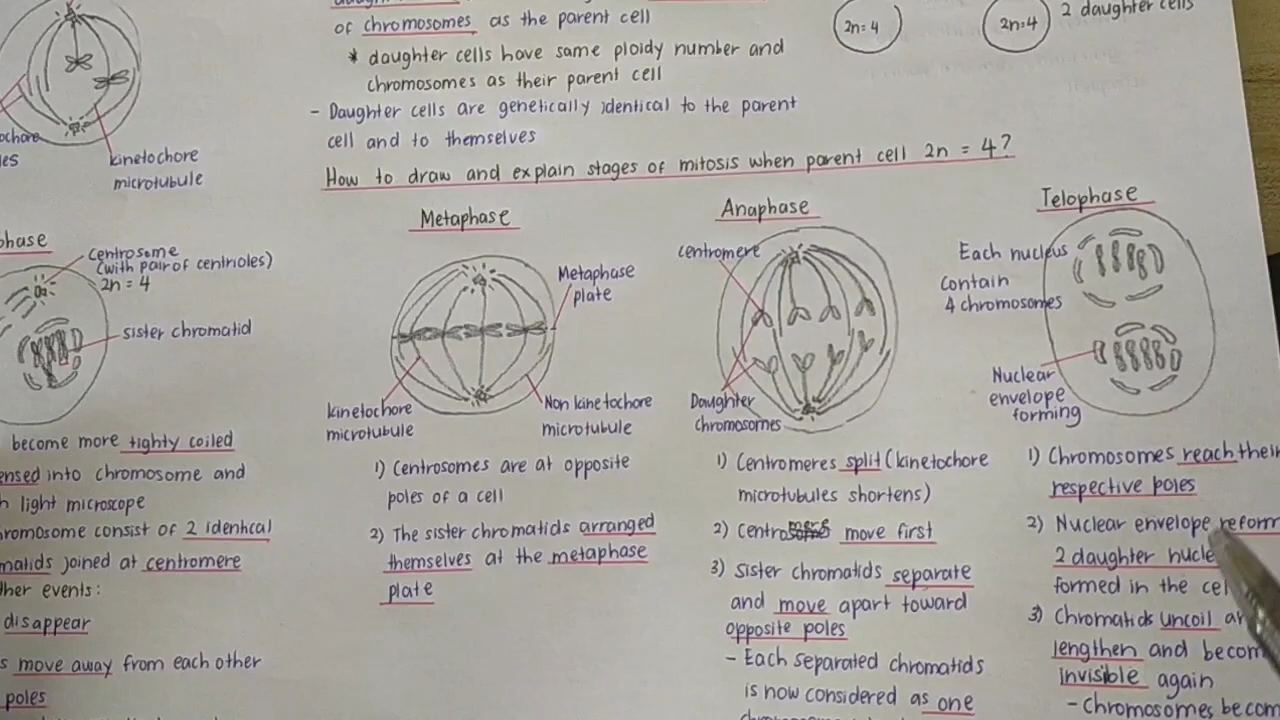 of chromosomes as the parent cell
* daughter cells have same ploidy number and
chromosomes as their parent cell
- Daughter cells are genetically identical to the parent
cell and to themselves
2n=4
2n=4
2 daughter cells
kinetochore
microtubule
How to draw and explain stages of mitosis when parent cell 2n = 4?
centrosome
(with pair of centrioles)
2n = 4
sister chromatid
become more tighty coiled
into chromosome and
light microscope
consist of 2 identical
joined at centromere
events:
disappear
move away from each other
poles
Metaphase
Metaphase
plate
kinetochore
microtubule
Non kinetochore
microtubule
1) Centrosomes are at opposite
poles of a cell
2) The sister chromatids arranged
themselves at the metaphase
plate
Anaphase
centromere
Daughter
chromosomes
1) Centromeres split (kinetochore
microtubules shortens)
2) move first
3) Sister chromatids separate
and move apart toward
opposite poles
- Each separated chromatids
is now considered as one
Telophase
Each nucleus
contain
4 chromosomes
Nuclear
envelope
forming
1) Chromosomes reach their
respective poles
2) Nuclear envelope
2 daughter
formed in the
3) Chromatids uncoil
lengthen and
invisible again
- Chromosomes